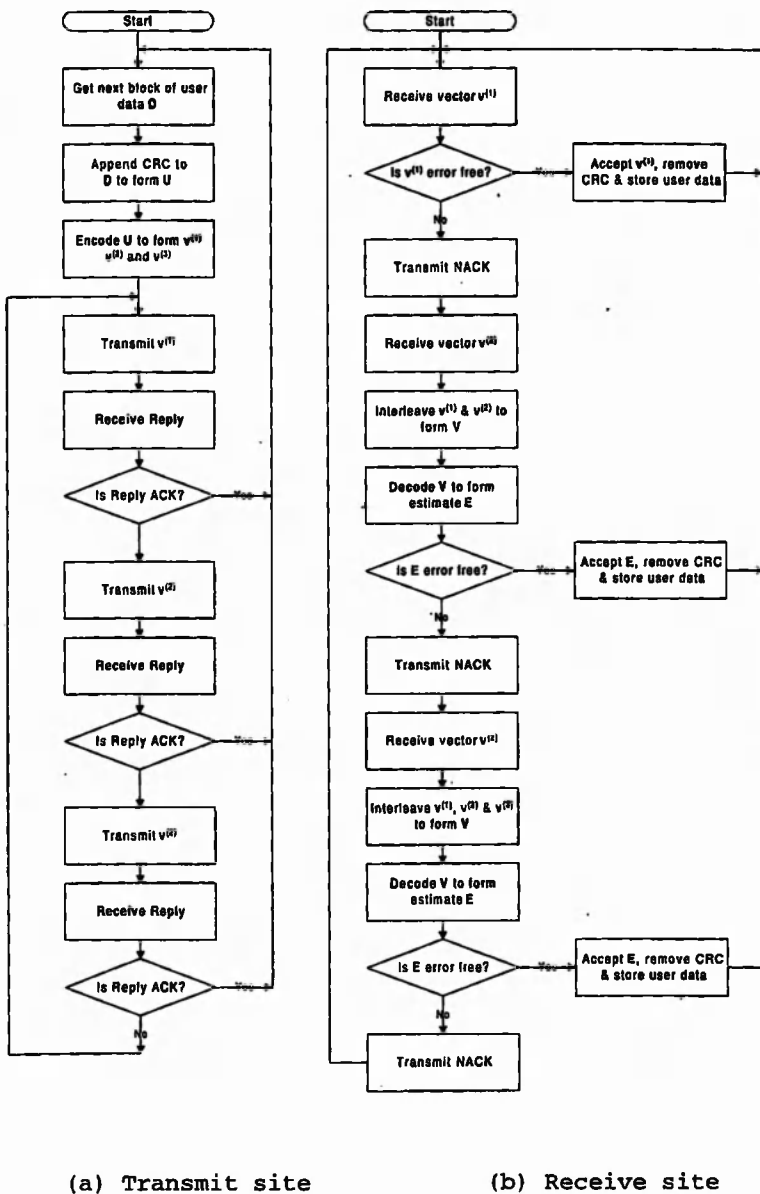 Start
Get next block of user
data D
Append CRC to
D to form U
Encode U to form v⁽¹⁾
v⁽²⁾ and v⁽³⁾
Transmit v⁽¹⁾
Receive Reply
Is Reply ACK?
Yes
Transmit v⁽²⁾
Receive Reply
Is Reply ACK?
Yes
Transmit
Receive Reply
Is Reply ACK?
Yes
No
(a) Transmit site
Start
Receive vector v⁽¹⁾
Is v⁽¹⁾ error free?
Yes
Accept v⁽¹⁾, remove
CRC & store user data
No
Transmit NACK
Receive vector v⁽²⁾
Interleave v⁽¹⁾ & v⁽²⁾ to
form V
Decode V to form
estimate E
Is E error free?
Yes
Accept E, remove CRC
& store user data
No
Transmit NACK
Receive vector
Interleave v⁽¹⁾,
to form V
Decode V to form
estimate E
Is E error free?
Yes
Accept E, remove CRC
& store user data
No
Transmit NACK
(b) Receive site